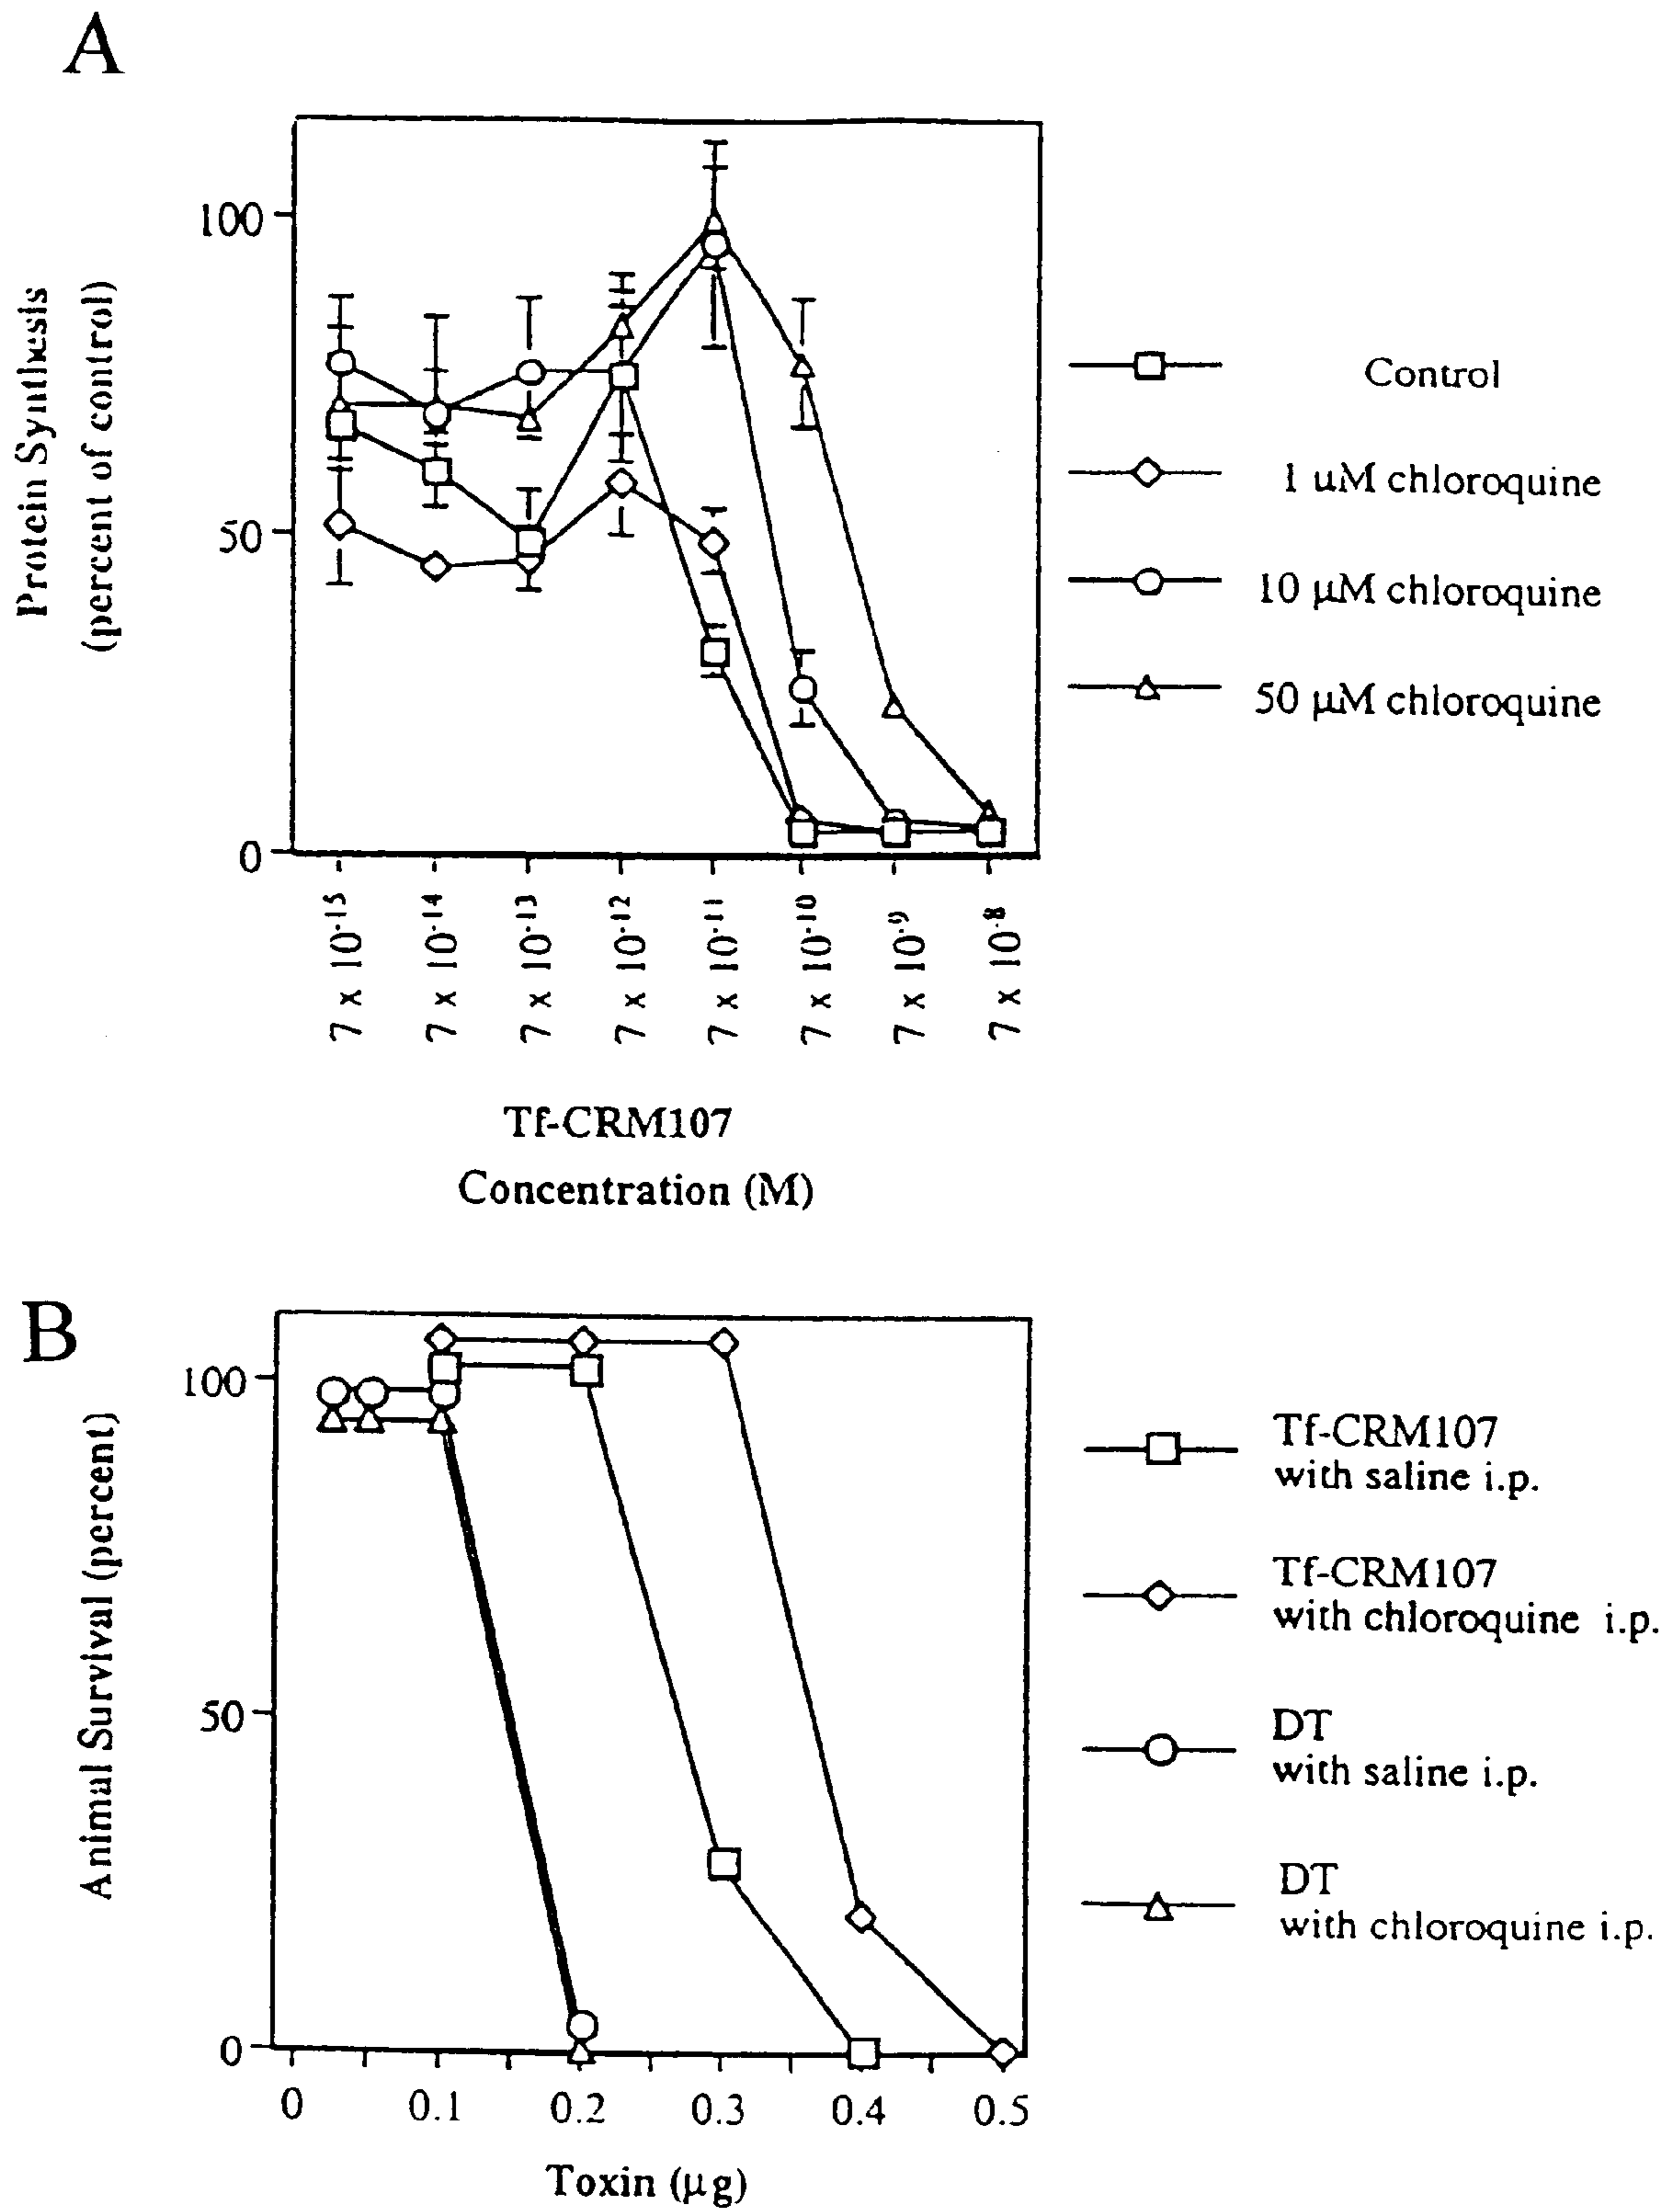 A
100
50
0
Protein Synthesis
(percent of control)
7 x 10-15
7 x 10-14
7 x 10-13
7 x 10-12
7 x 10-11
7 x 10-10
7 x 10-9
7 x 10-8
Tf-CRM107
Concentration (M)
Control
1 uM chloroquine
10 µM chloroquine
50 µM chloroquine
B
100
50
0
Animal Survival (percent)
0 0.1 0.2 0.3 0.4 0.5
Toxin (µg)
Tf-CRM107
with saline i.p.
Tf-CRM107
with chloroquine i.p.
DT
with saline i.p.
DT
with chloroquine i.p.